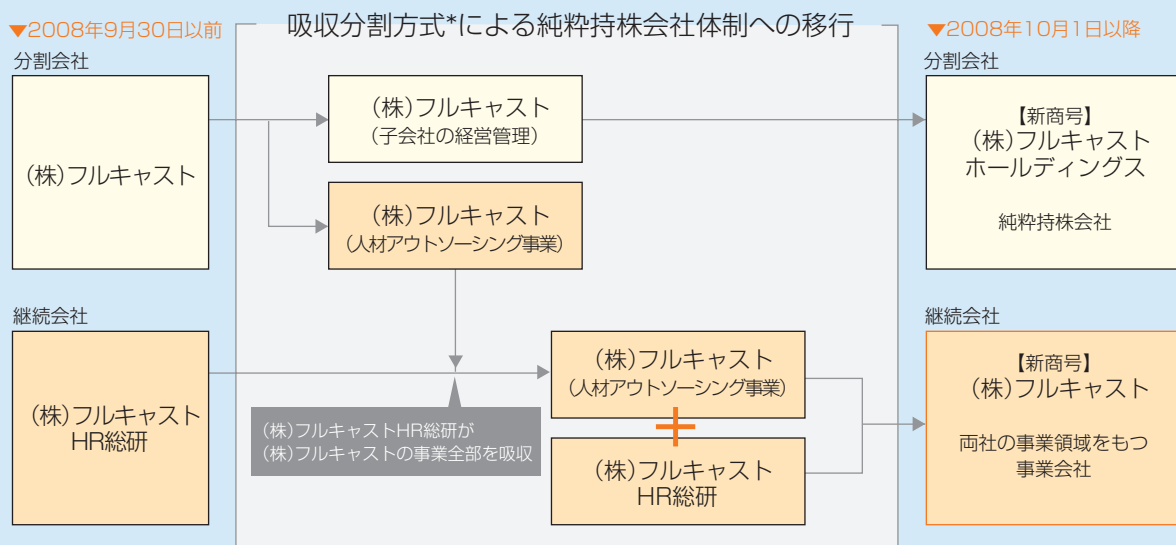 吸収分割方式*による純粋持株会社体制への移行
▼2008年9月30日以前
分割会社
(株)フルキャスト
継続会社
(株)フルキャスト
HR総研
(株)フルキャスト
(子会社の経営管理)
(株)フルキャスト
(人材アウトソーシング事業)
(株)フルキャストHR総研が
(株)フルキャストの事業全部を吸収
(株)フルキャスト
(人材アウトソーシング事業)
+
(株)フルキャスト
HR総研
▼2008年10月1日以降
分割会社
【新商号】
(株)フルキャスト
ホールディングス
純粋持株会社
継続会社
【新商号】
(株)フルキャスト
両社の事業領域をもつ
事業会社